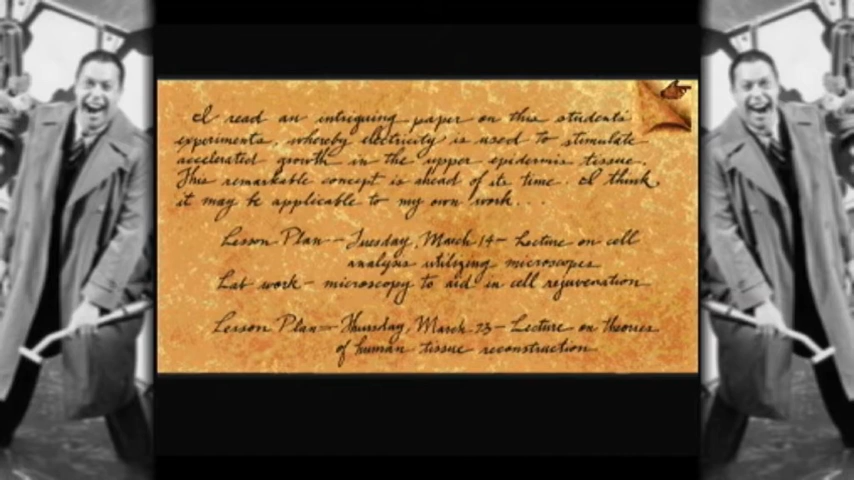 I read an intriguing paper on this students
experiments, whereby electricity is used to stimulate
accelerated growth in the upper epidermis tissue.
This remarkable concept is ahead of its time. I think
it may be applicable to my own work...
Lesson Plan - Tuesday, March 14 - Lecture on cell
analysis utilizing microscopes
Lab work - microscopy to aid in cell rejuvenation
Lesson Plan - Thursday, March 23 - Lecture on theories
of human tissue reconstruction